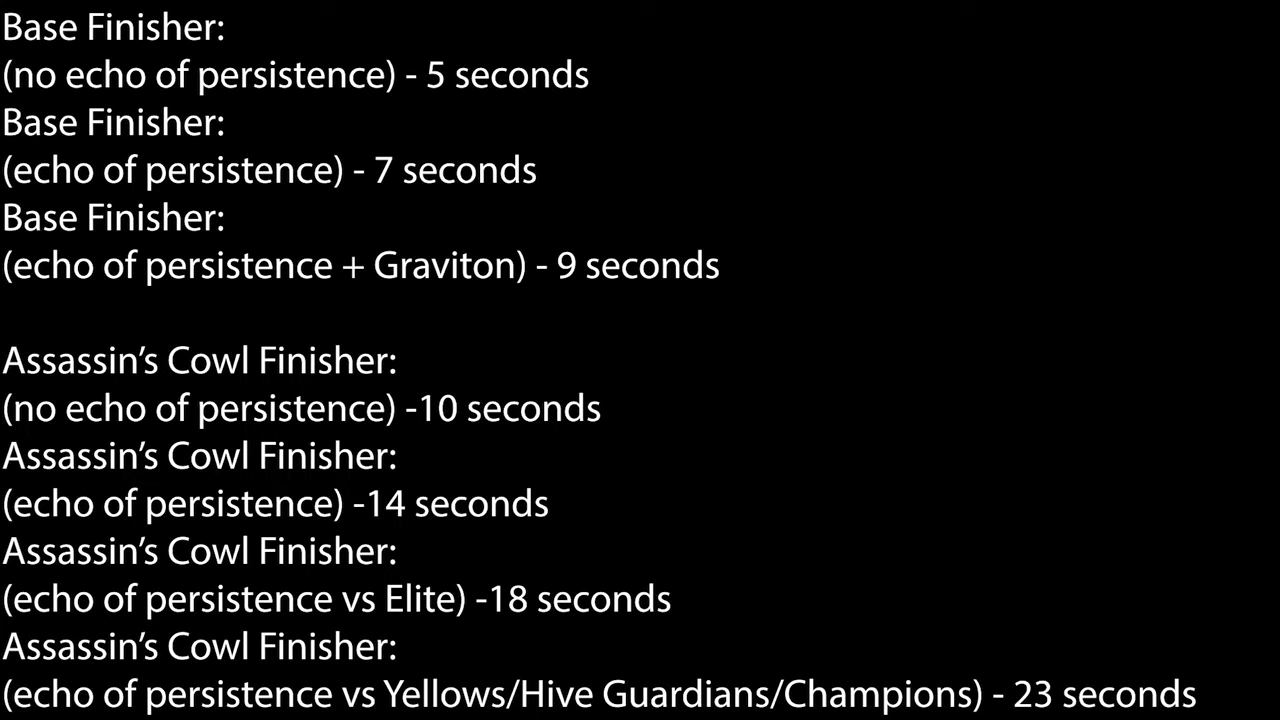 Base Finisher:
(no echo of persistence) - 5 seconds
Base Finisher:
(echo of persistence) - 7 seconds
Base Finisher:
(echo of persistence + Graviton) - 9 seconds
Assassin’s Cowl Finisher:
(no echo of persistence) -10 seconds
Assassin’s Cowl Finisher:
(echo of persistence) -14 seconds
Assassin’s Cowl Finisher:
(echo of persistence vs Elite) -18 seconds
Assassin’s Cowl Finisher:
(echo of persistence vs Yellows/Hive Guardians/Champions) - 23 seconds